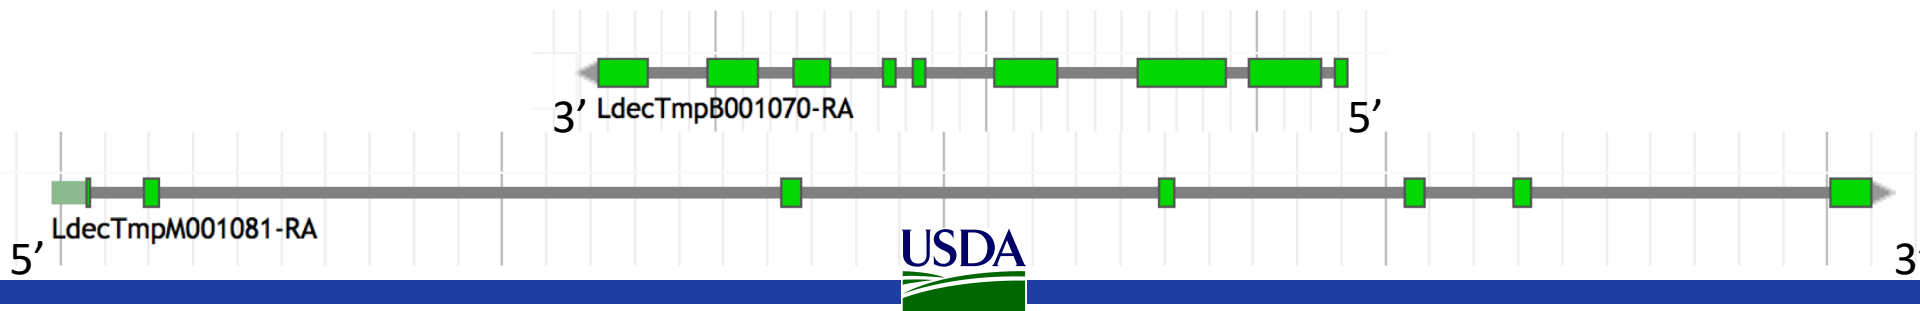 3’ LdecTmpB001070-RA 5’
LdecTmpM001081-RA
5’ 3’
USDA